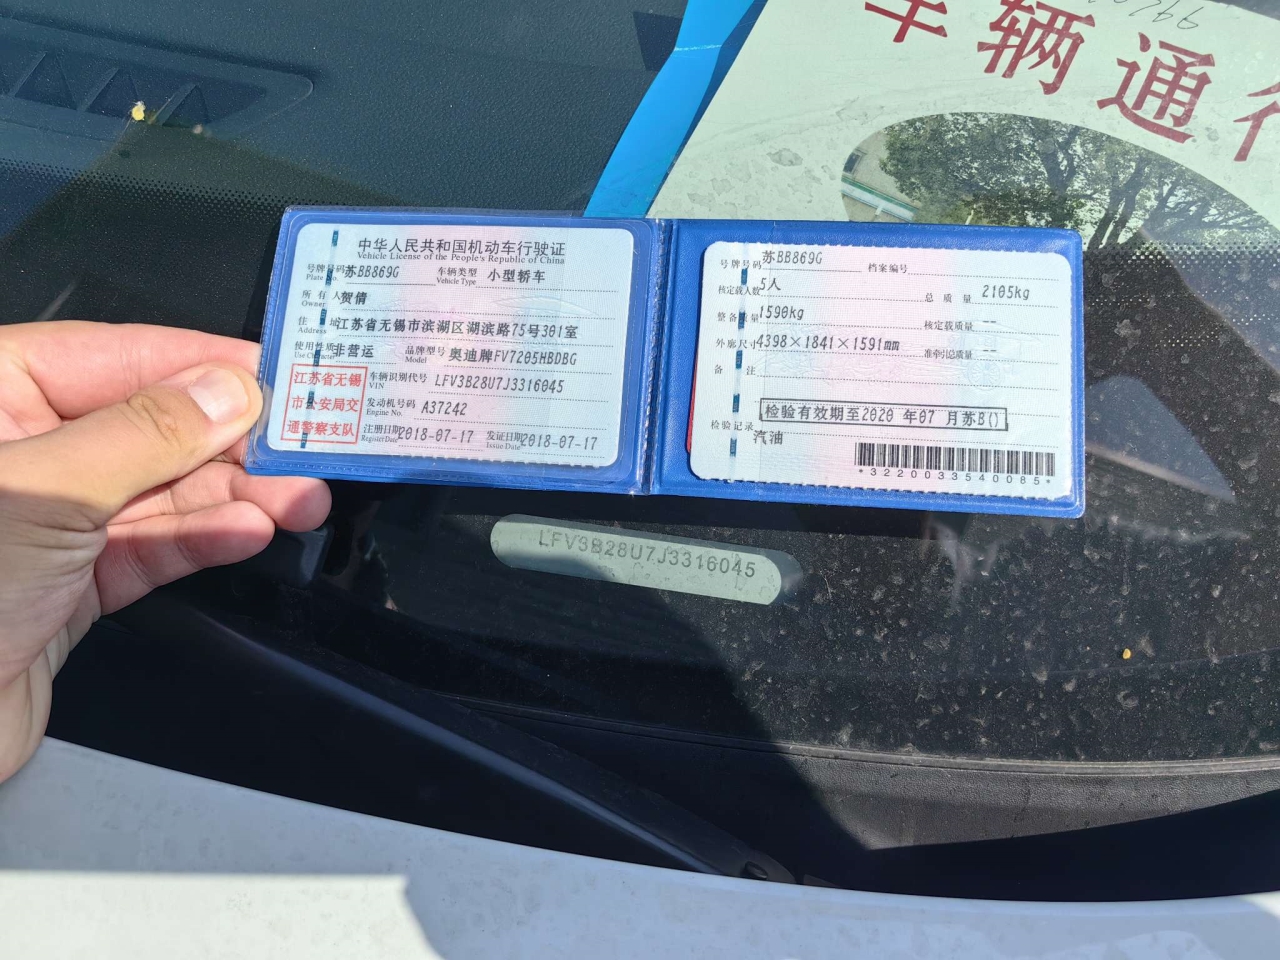 车辆通行
中华人民共和国机动车行驶证
Vehicle License of the People's Republic of China
号牌号码 苏BB869G 车辆类型 小型轿车
Plate No. Vehicle Type
所有人 贺倩
Owner
住址 江苏省无锡市滨湖区湖滨路75号301室
Address
使用性质 非营运 品牌型号 奥迪牌FV7205HBDBG
Use Character Model
江苏省无锡
市公安局交
通警察支队
车辆识别代号 LFV3B28U7J3316045
VIN
发动机号码 A37242
Engine No.
注册日期 2018-07-17 发证日期 2018-07-17
Register Date Issue Date
号牌号码 苏BB869G 档案编号
核定载人数 5人 总质量 2105kg
整备质量 1590kg 核定载质量 --
外廓尺寸 4398×1841×1591mm 准牵引总质量 --
备注
检验有效期至2020 年07 月苏B()
检验记录
汽油
*3220033540085*
LFV3B28U7J3316045